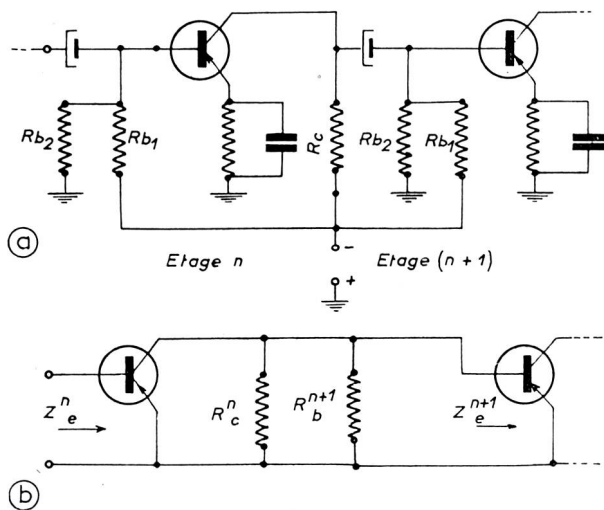 Rb2
Rb1
Rc
Rb2
Rb1
a
-
+
Etage n
Etage (n + 1)
b
Z e n
R c n
R b n+1
Z e n+1